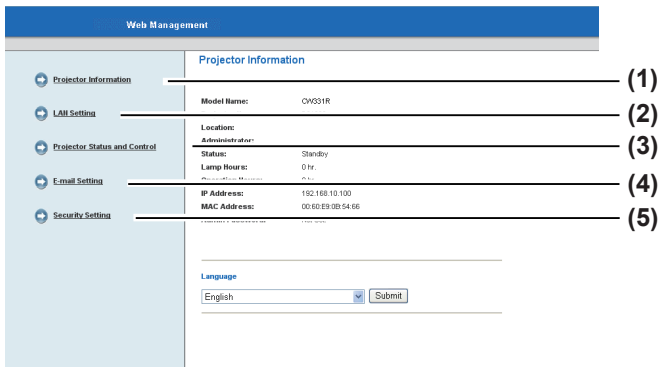 Web Management
Projector Information
Projector Information
(1)
Model Name: CW331R
LAN Setting
(2)
Location:
Administrator:
Projector Status and Control
(3)
Status: Standby
Lamp Hours: 0 hr.
E-mail Setting
(4)
IP Address: 192.168.10.100
MAC Address: 00:60:E9:0B:54:66
Security Setting
(5)
Language
English
Submit